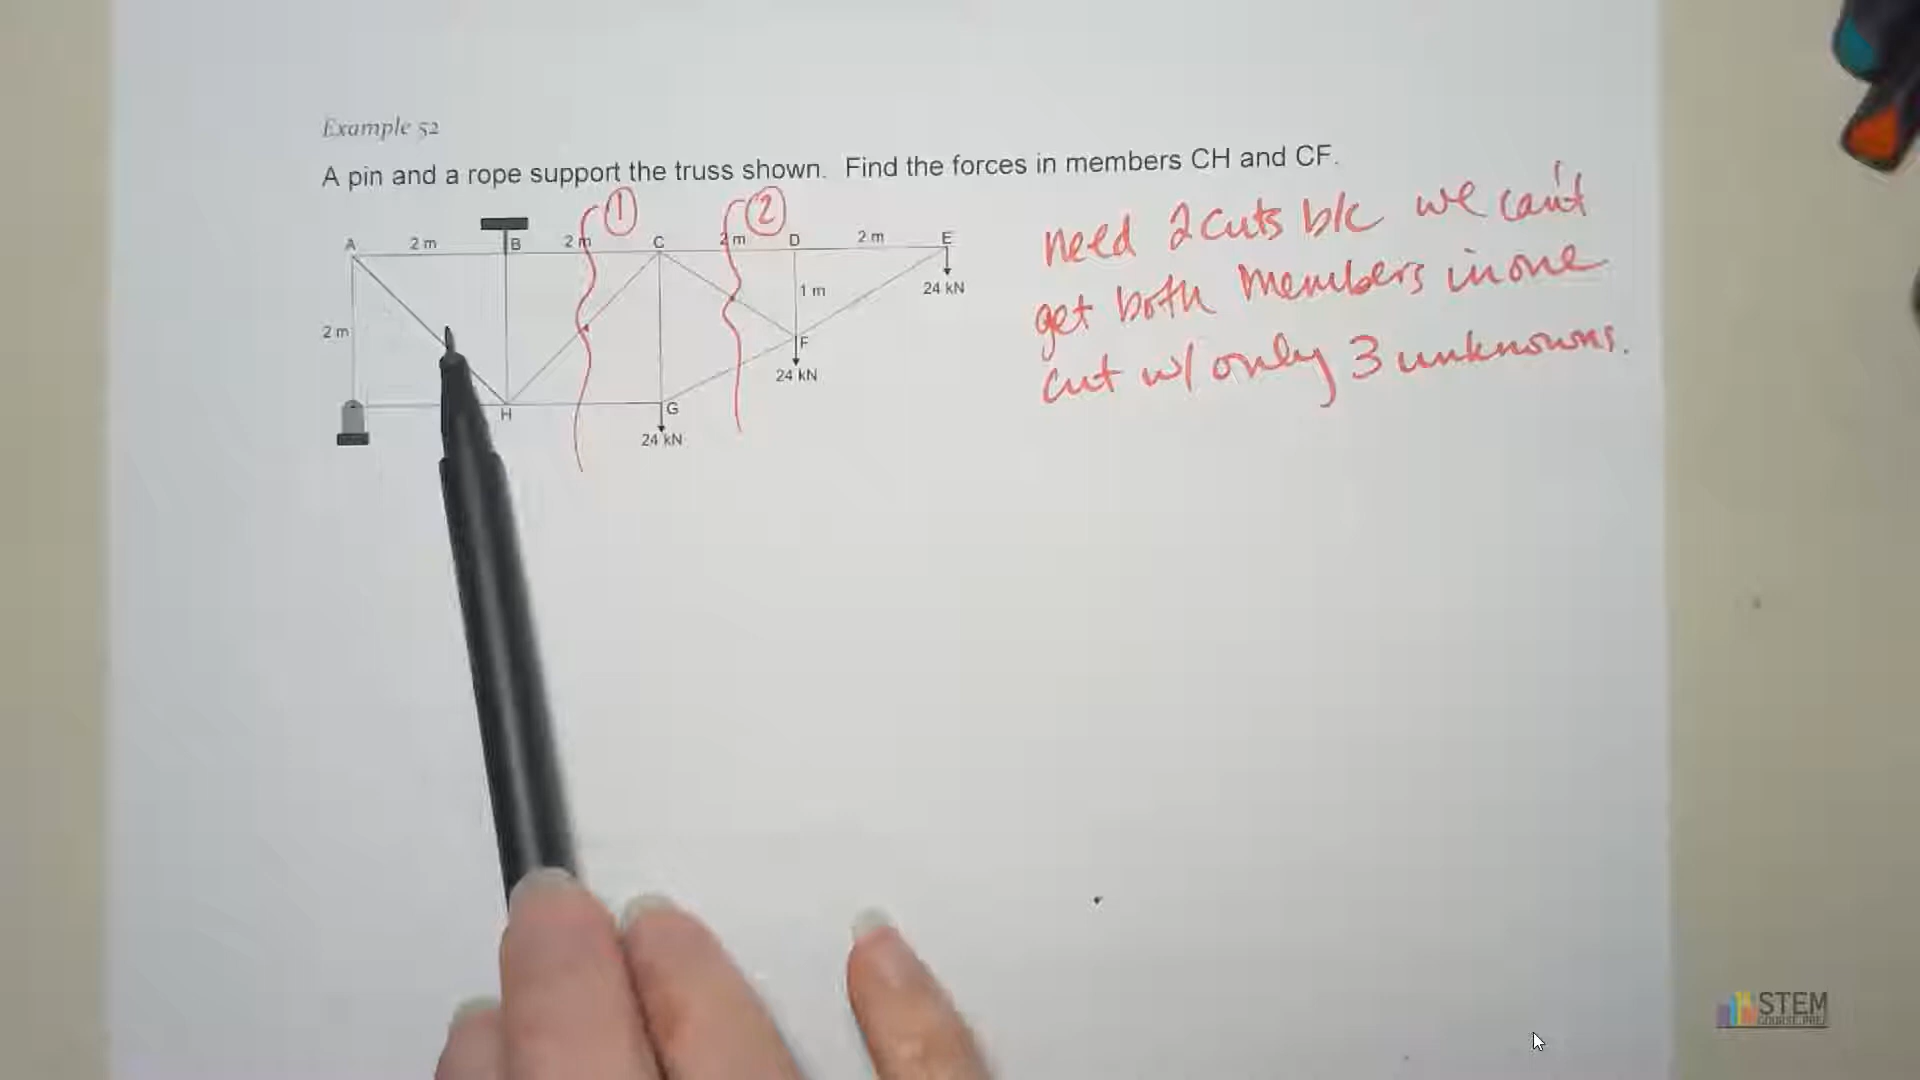 Example 52
A pin and a rope support the truss shown. Find the forces in members CH and CF.
① ②
A 2 m B 2 m C 2 m D 2 m E
24 kN
1 m
2 m
F
24 kN
H G
24 kN
need 2 cuts b/c we can't
get both members in one
cut w/ only 3 unknowns.
STEM
COURSE PREP